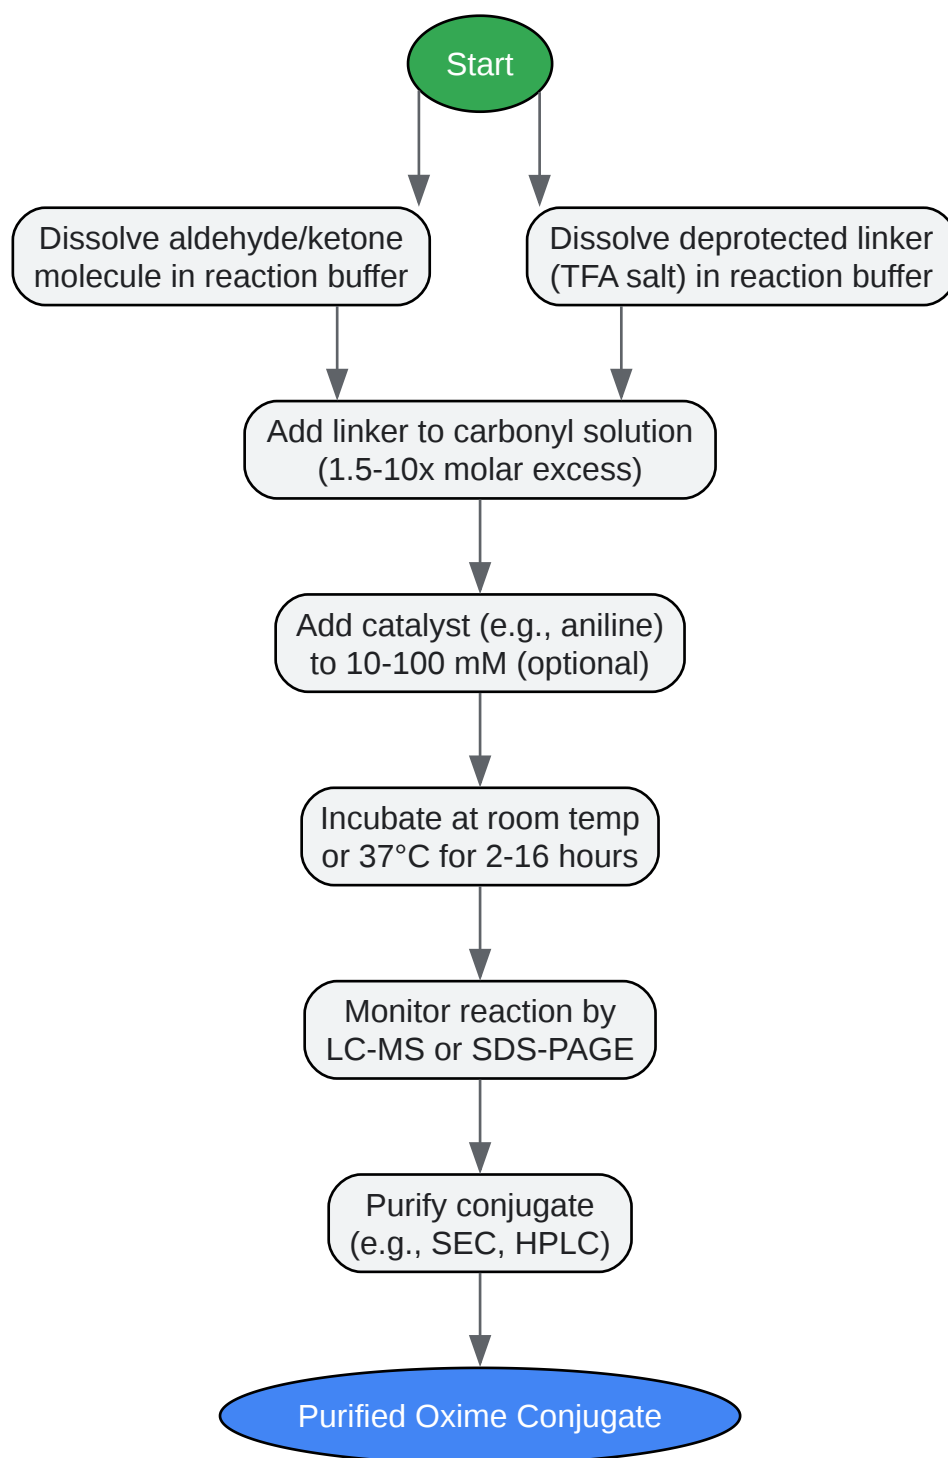 Start
Dissolve aldehyde/ketone
molecule in reaction buffer
Dissolve deprotected linker
(TFA salt) in reaction buffer
Add linker to carbonyl solution
(1.5-10x molar excess)
Add catalyst (e.g., aniline)
to 10-100 mM (optional)
Incubate at room temp
or 37°C for 2-16 hours
Monitor reaction by
LC-MS or SDS-PAGE
Purify conjugate
(e.g., SEC, HPLC)
Purified Oxime Conjugate